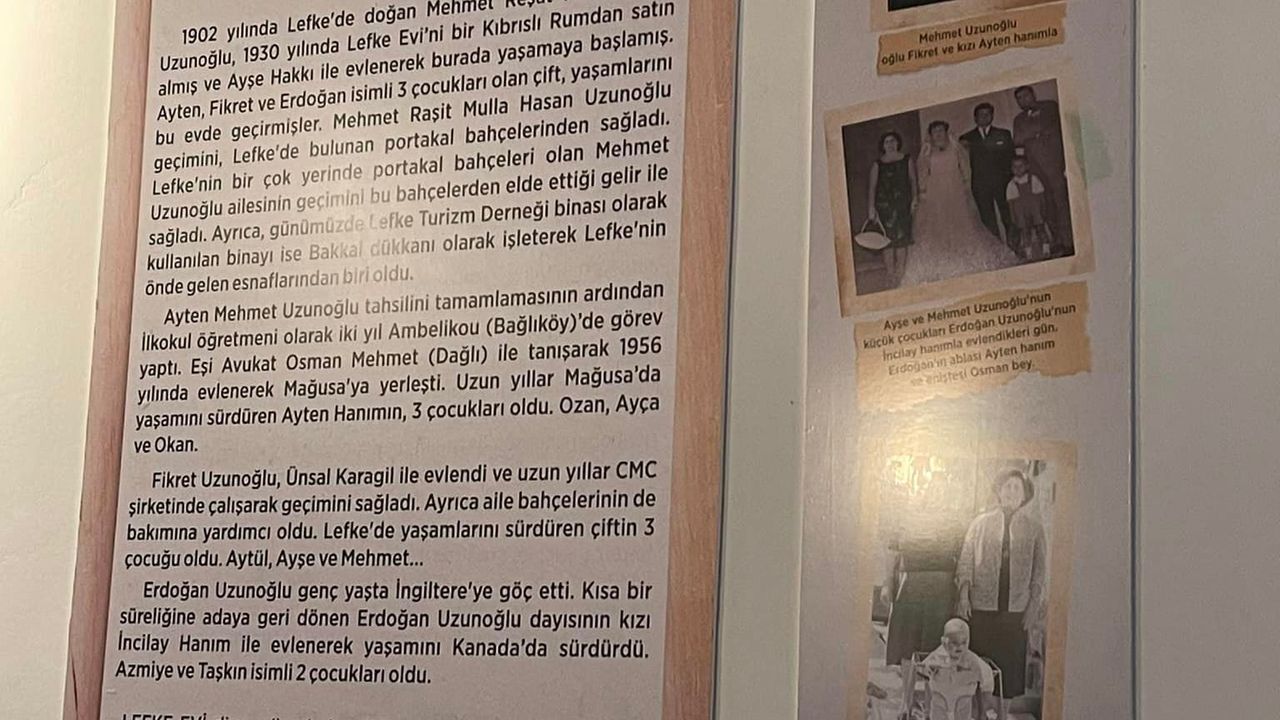 1902 yılında Lefke'de doğan Mehmet
Uzunoğlu, 1930 yılında Lefke Evi'ni bir Kıbrıslı Rumdan satın
almış ve Ayşe Hakkı ile evlenerek burada yaşamaya başlamış.
Ayten, Fikret ve Erdoğan isimli 3 çocukları olan çift, yaşamlarını
bu evde geçirmişler. Mehmet Raşit Mulla Hasan Uzunoğlu
geçimini, Lefke'de bulunan portakal bahçelerinden sağladı.
Lefke'nin bir çok yerinde portakal bahçeleri olan Mehmet
Uzunoğlu ailesinin geçimini bu bahçelerden elde ettiği gelir ile
sağladı. Ayrıca, günümüzde Lefke Turizm Derneği binası olarak
kullanılan binayı ise Bakkal dükkanı olarak işleterek Lefke'nin
önde gelen esnaflarından biri oldu.
Ayten Mehmet Uzunoğlu tahsilini tamamlamasının ardından
İlkokul öğretmeni olarak iki yıl Ambelikou (Bağlıköy)'de görev
yaptı. Eşi Avukat Osman Mehmet (Dağlı) ile tanışarak 1956
yılında evlenerek Mağusa'ya yerleşti. Uzun yıllar Mağusa'da
yaşamını sürdüren Ayten Hanımın, 3 çocukları oldu. Ozan, Ayça
ve Okan.
Fikret Uzunoğlu, Ünsal Karagil ile evlendi ve uzun yıllar CMC
şirketinde çalışarak geçimini sağladı. Ayrıca aile bahçelerinin de
bakımına yardımcı oldu. Lefke'de yaşamlarını sürdüren çiftin 3
çocuğu oldu. Aytül, Ayşe ve Mehmet...
Erdoğan Uzunoğlu genç yaşta İngiltere'ye göç etti. Kısa bir
süreliğine adaya geri dönen Erdoğan Uzunoğlu dayısının kızı
İncilay Hanım ile evlenerek yaşamını Kanada'da sürdürdü.
Azmiye ve Taşkın isimli 2 çocukları oldu.
LEFKE EVİ
Mehmet Uzunoğlu
oğlu Fikret ve kızı Ayten hanımla
Ayşe ve Mehmet Uzunoğlu'nun
küçük çocukları Erdoğan Uzunoğlu'nun
İncilay hanımla evlendikleri gün.
Erdoğan'ın ablası Ayten hanım
ve eniştesi Osman bey.